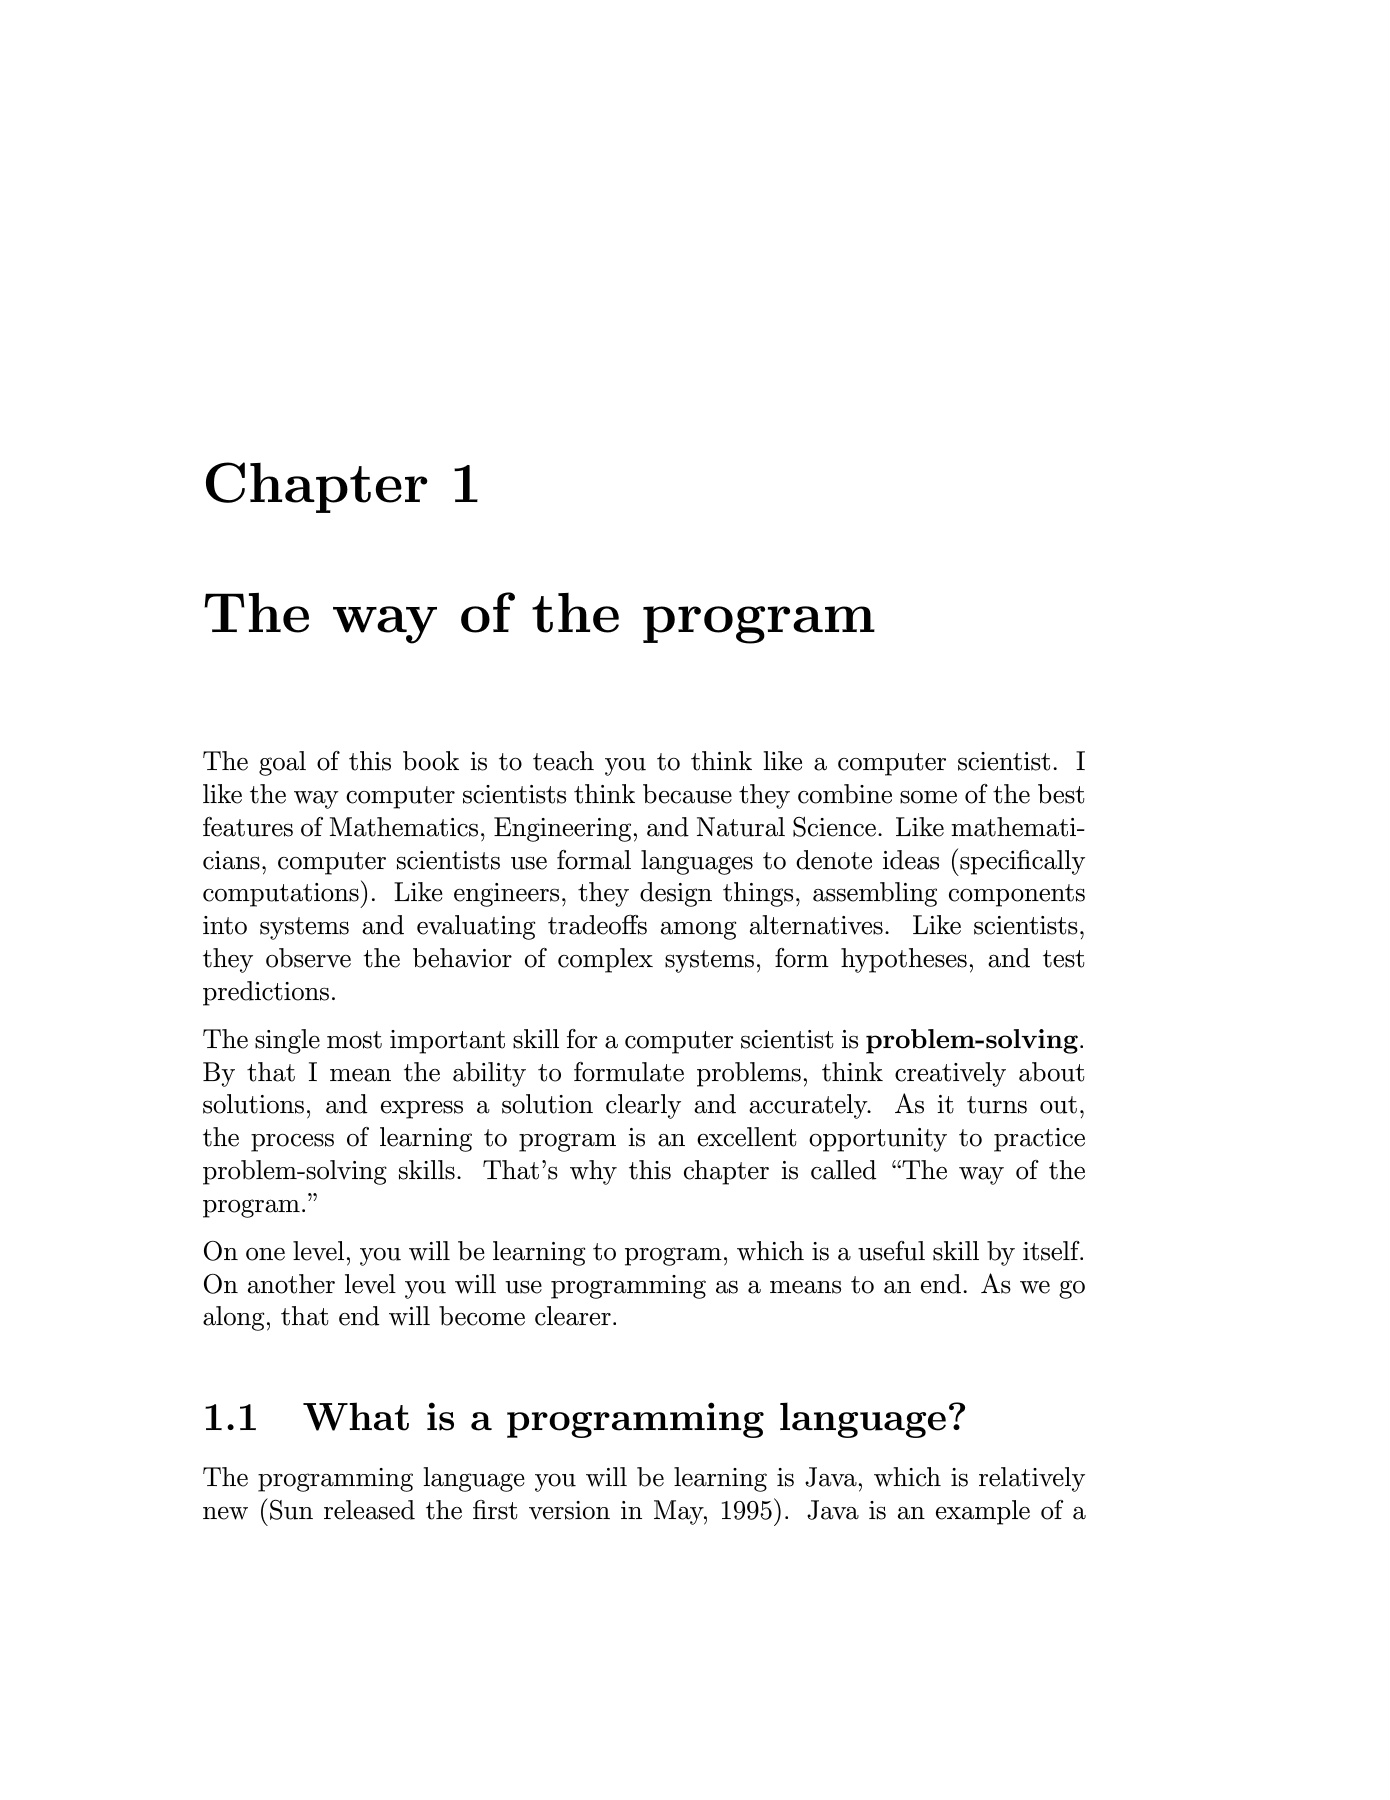 Chapter 1
The way of the program
The goal of this book is to teach you to think like a computer scientist. I
like the way computer scientists think because they combine some of the best
features of Mathematics, Engineering, and Natural Science. Like mathemati-
cians, computer scientists use formal languages to denote ideas (specifically
computations). Like engineers, they design things, assembling components
into systems and evaluating tradeoffs among alternatives. Like scientists,
they observe the behavior of complex systems, form hypotheses, and test
predictions.
The single most important skill for a computer scientist is problem-solving.
By that I mean the ability to formulate problems, think creatively about
solutions, and express a solution clearly and accurately. As it turns out,
the process of learning to program is an excellent opportunity to practice
problem-solving skills. That’s why this chapter is called “The way of the
program.”
On one level, you will be learning to program, which is a useful skill by itself.
On another level you will use programming as a means to an end. As we go
along, that end will become clearer.
1.1 What is a programming language?
The programming language you will be learning is Java, which is relatively
new (Sun released the first version in May, 1995). Java is an example of a